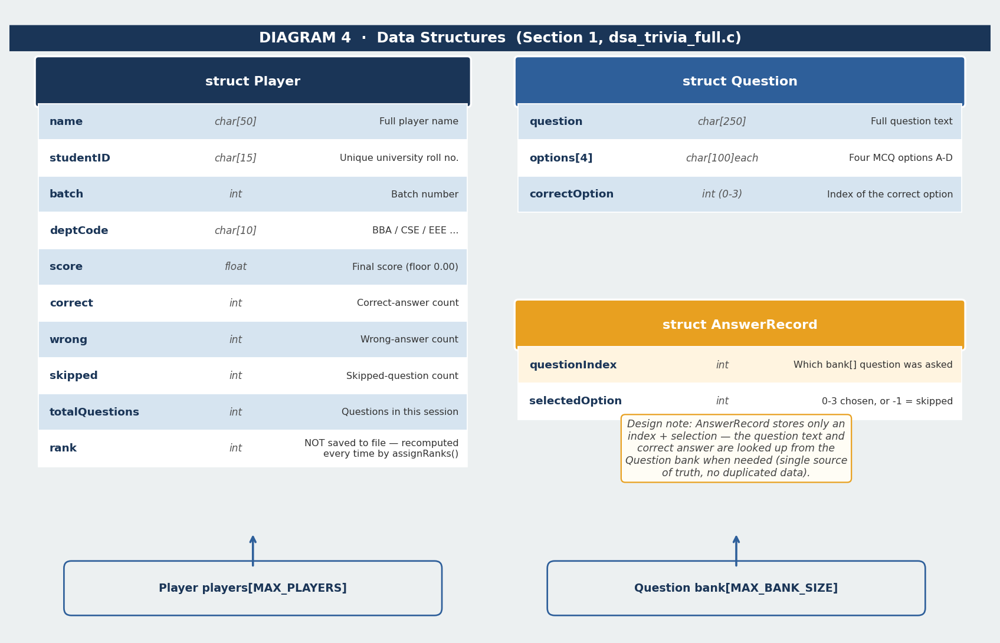 DIAGRAM 4 · Data Structures (Section 1, dsa_trivia_full.c)
struct Player
name char[50] Full player name
studentID char[15] Unique university roll no.
batch int Batch number
deptCode char[10] BBA / CSE / EEE ...
score float Final score (floor 0.00)
correct int Correct-answer count
wrong int Wrong-answer count
skipped int Skipped-question count
totalQuestions int Questions in this session
rank int NOT saved to file — recomputed
every time by assignRanks()
struct Question
question char[250] Full question text
options[4] char[100]each Four MCQ options A-D
correctOption int (0-3) Index of the correct option
struct AnswerRecord
questionIndex int Which bank[] question was asked
selectedOption int 0-3 chosen, or -1 = skipped
Design note: AnswerRecord stores only an
index + selection — the question text and
correct answer are looked up from the
Question bank when needed (single source
of truth, no duplicated data).
Player players[MAX_PLAYERS]
Question bank[MAX_BANK_SIZE]